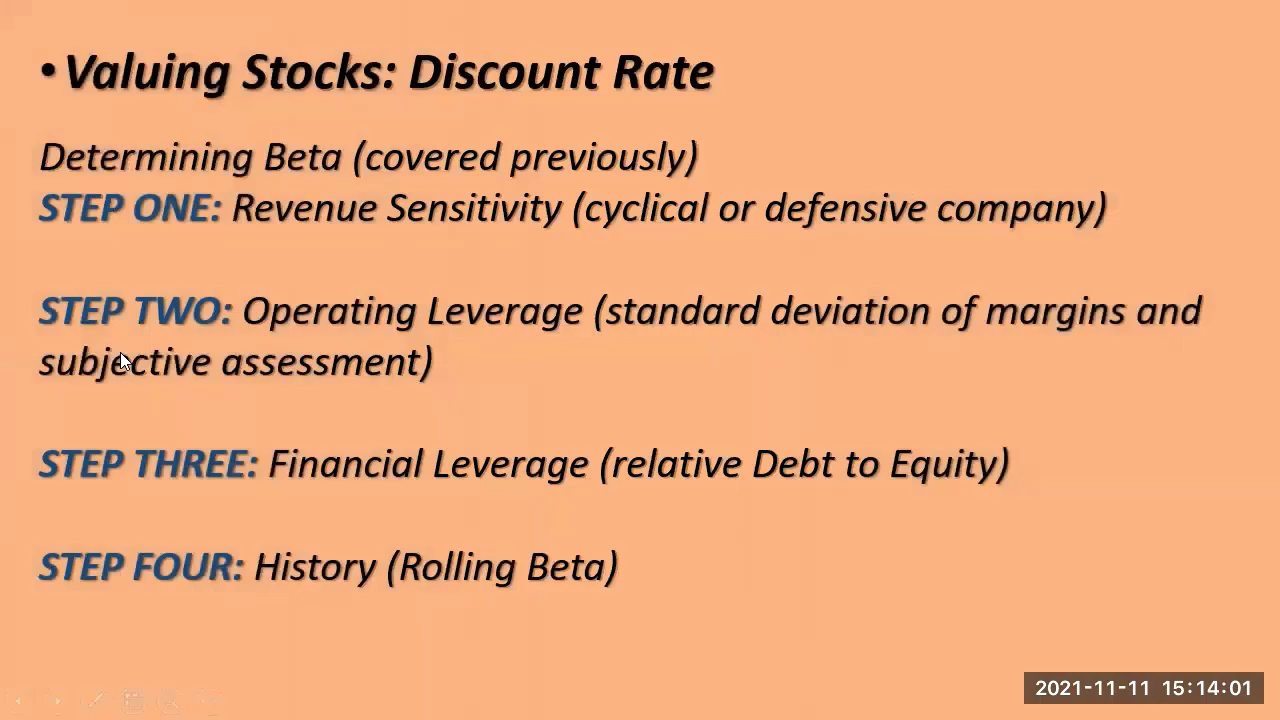 • Valuing Stocks: Discount Rate
Determining Beta (covered previously)
STEP ONE: Revenue Sensitivity (cyclical or defensive company)
STEP TWO: Operating Leverage (standard deviation of margins and
subjective assessment)
STEP THREE: Financial Leverage (relative Debt to Equity)
STEP FOUR: History (Rolling Beta)
2021-11-11 15:14:01